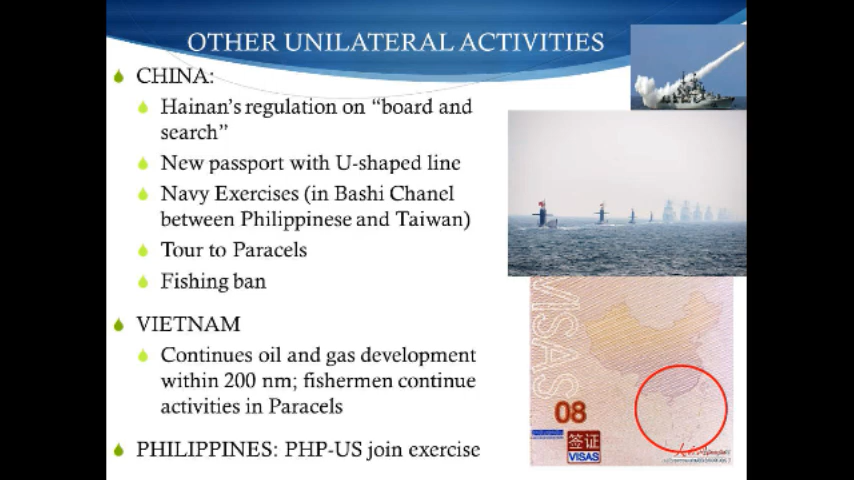 OTHER UNILATERAL ACTIVITIES
CHINA:
Hainan's regulation on “board and
search”
New passport with U-shaped line
Navy Exercises (in Bashi Chanel
between Philippinese and Taiwan)
Tour to Paracels
Fishing ban
VIETNAM
Continues oil and gas development
within 200 nm; fishermen continue
activities in Paracels
PHILIPPINES: PHP-US join exercise
VISAS
08
签证
VISAS